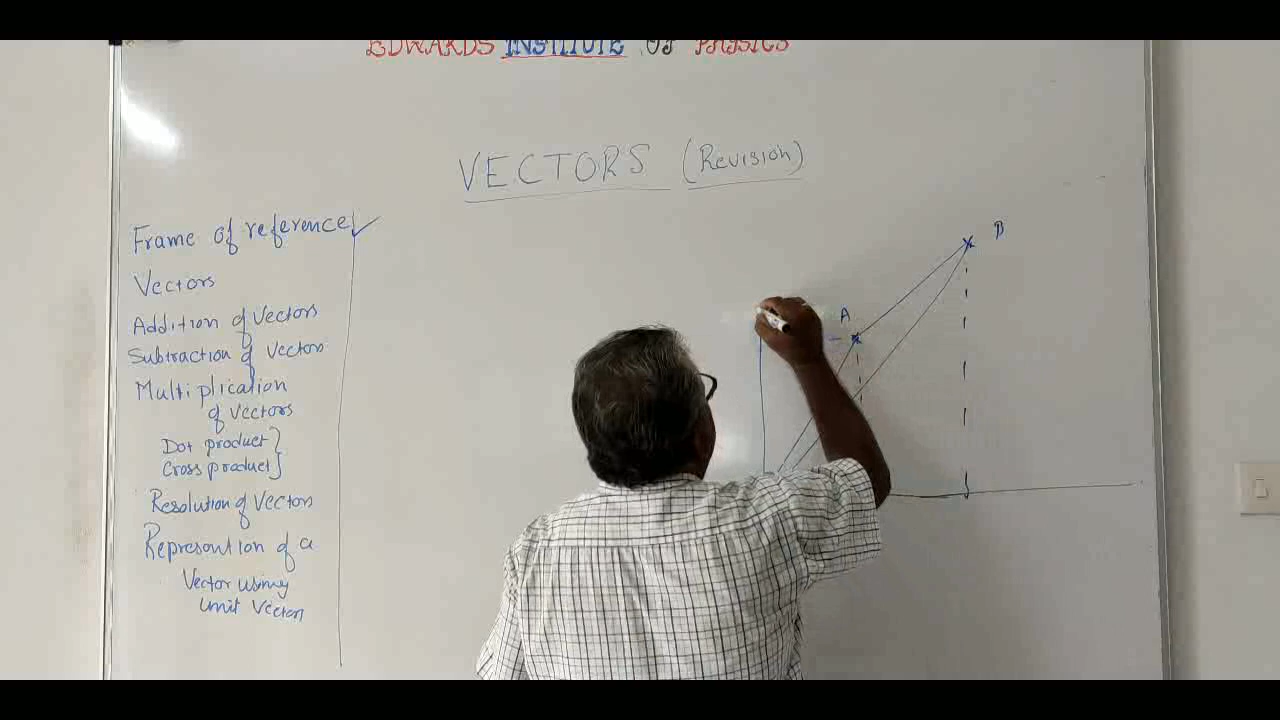 EDWARDS INSTITUTE OF PHYSICS
VECTORS (Revision)
Frame of reference
Vectors
Addition of Vectors
Subtraction of Vectors
Multiplication
of vectors
Dot product
Cross product
Resolution of Vectors
Represontion of a
Vector using
unit Vector
A
B